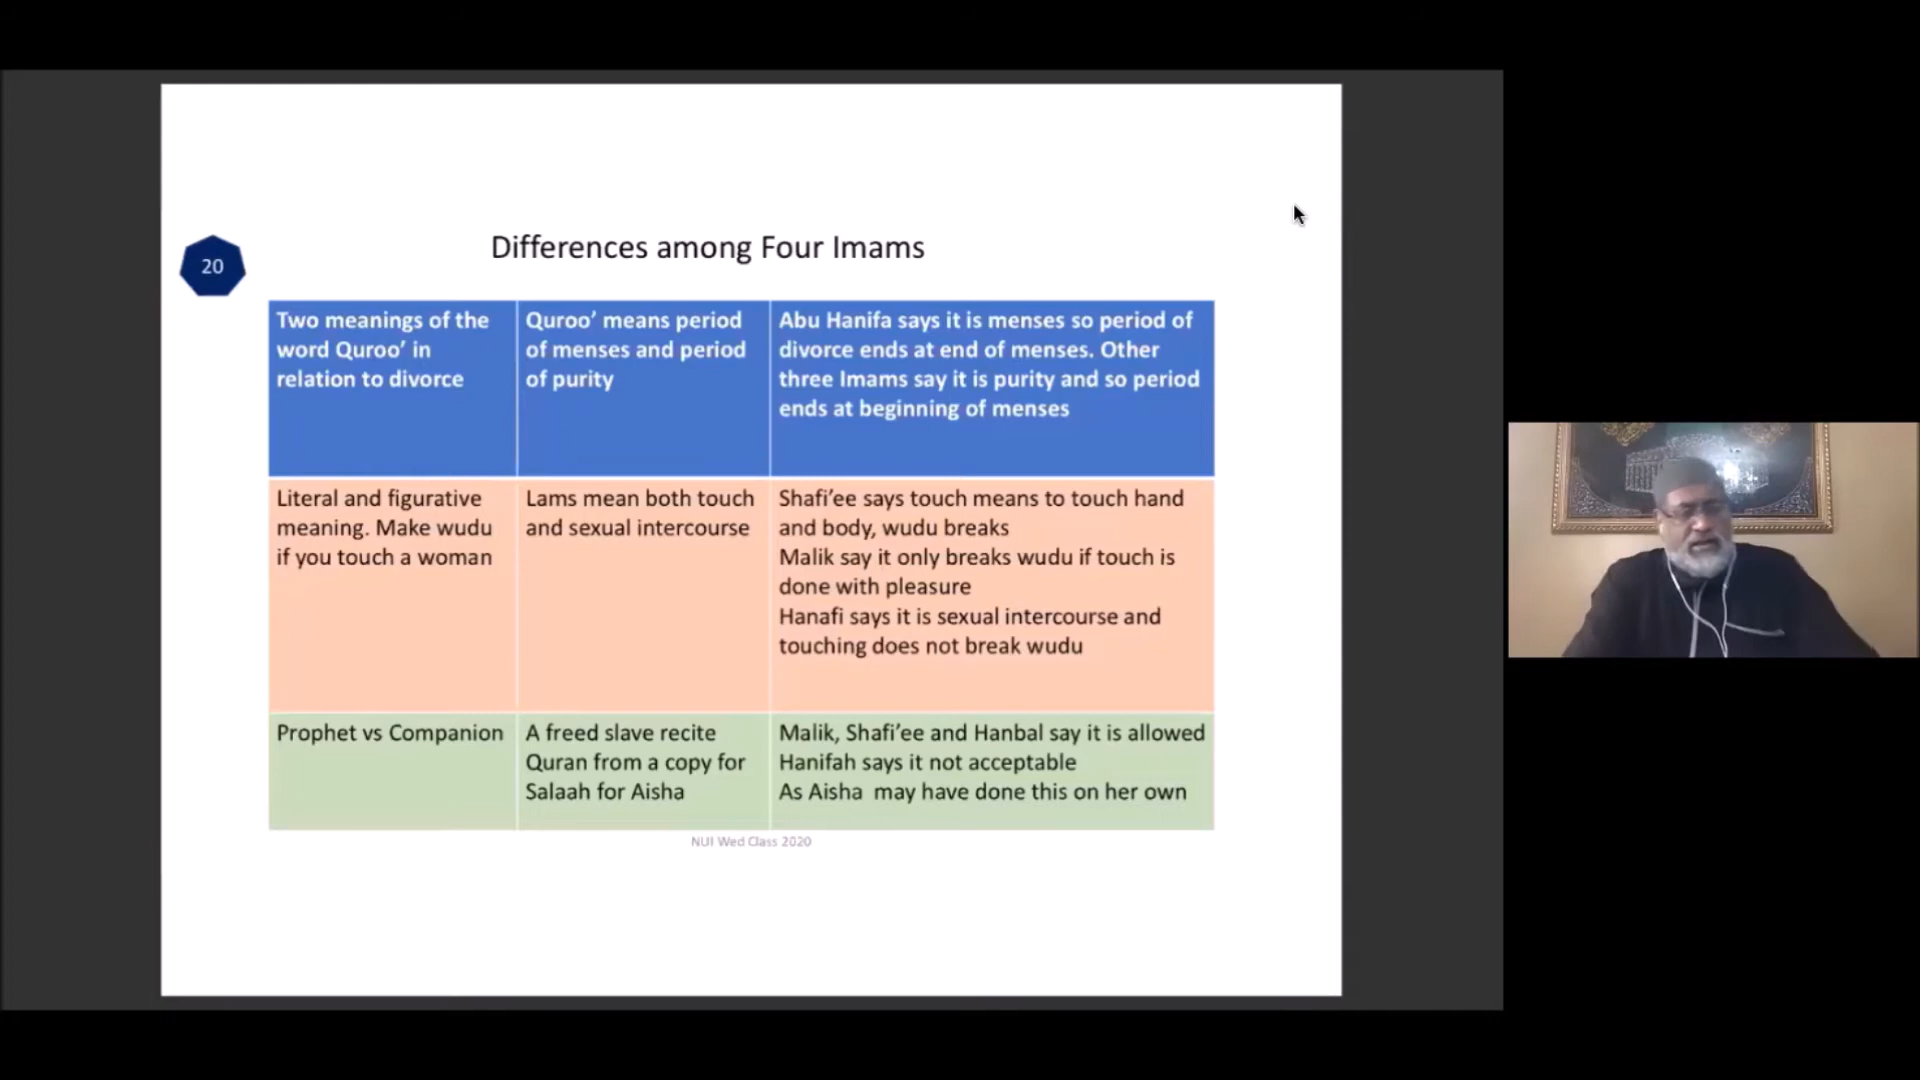 Differences among Four Imams
20
Two meanings of the
word Quroo’ in
relation to divorce
Quroo’ means period
of menses and period
of purity
Abu Hanifa says it is menses so period of
divorce ends at end of menses. Other
three Imams say it is purity and so period
ends at beginning of menses
Literal and figurative
meaning. Make wudu
if you touch a woman
Lams mean both touch
and sexual intercourse
Shafi’ee says touch means to touch hand
and body, wudu breaks
Malik say it only breaks wudu if touch is
done with pleasure
Hanafi says it is sexual intercourse and
touching does not break wudu
Prophet vs Companion
A freed slave recite
Quran from a copy for
Salaah for Aisha
Malik, Shafi’ee and Hanbal say it is allowed
Hanifah says it not acceptable
As Aisha may have done this on her own
NUI Wed Class 2020